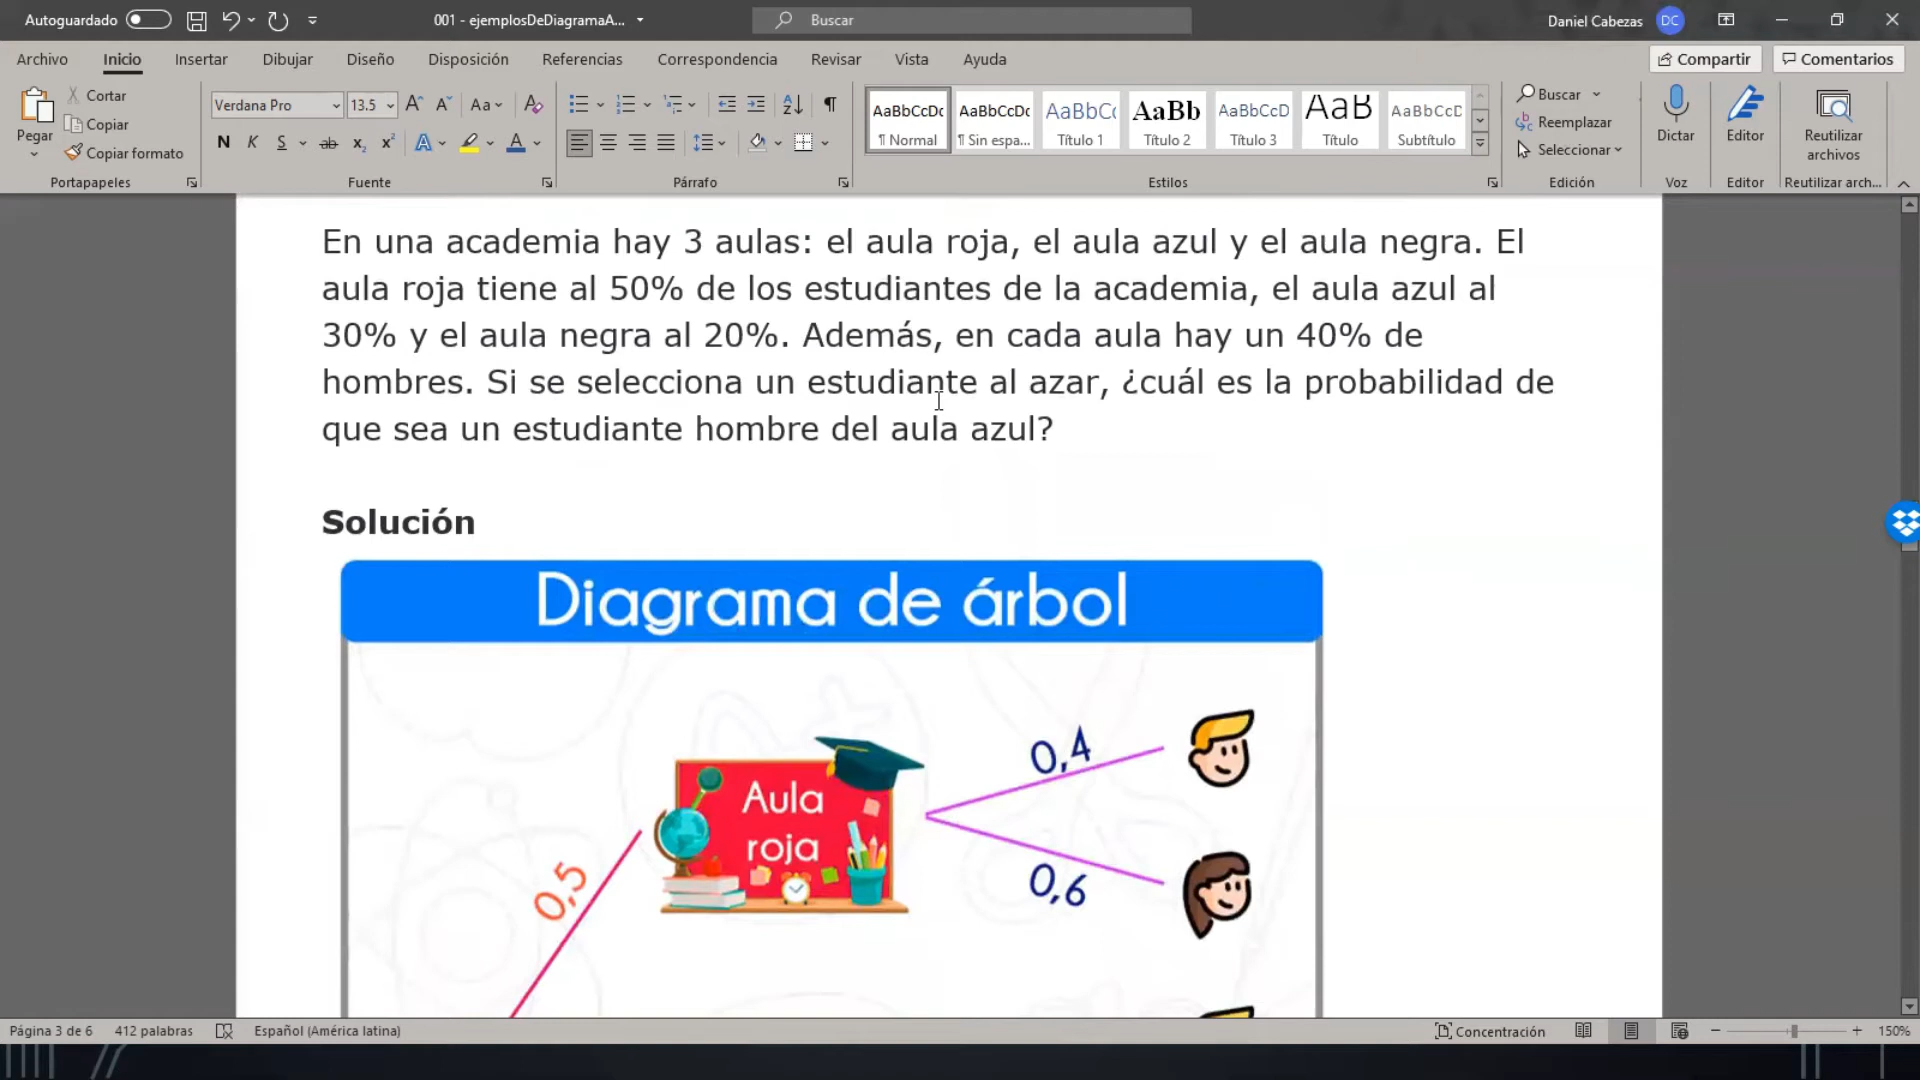 Autoguardado
001 - ejemplosDeDiagramaA...
Buscar
Daniel Cabezas
DC
Archivo
Inicio
Insertar
Dibujar
Diseño
Disposición
Referencias
Correspondencia
Revisar
Vista
Ayuda
Compartir
Comentarios
Pegar
Cortar
Copiar
Copiar formato
Portapapeles
Verdana Pro
13.5
Fuente
Párrafo
AaBbCcDc
¶ Normal
AaBbCcDc
¶ Sin espa...
AaBbCc
Título 1
AaBb
Título 2
AaBbCcD
Título 3
AaB
Título
AaBbCcD
Subtítulo
Estilos
Buscar
Reemplazar
Seleccionar
Edición
Dictar
Voz
Editor
Editor
Reutilizar
archivos
Reutilizar arch...
En una academia hay 3 aulas: el aula roja, el aula azul y el aula negra. El
aula roja tiene al 50% de los estudiantes de la academia, el aula azul al
30% y el aula negra al 20%. Además, en cada aula hay un 40% de
hombres. Si se selecciona un estudiante al azar, ¿cuál es la probabilidad de
que sea un estudiante hombre del aula azul?
Solución
Diagrama de árbol
Aula
roja
0,4
0,6
0,5
Página 3 de 6
412 palabras
Español (América latina)
Concentración
150%